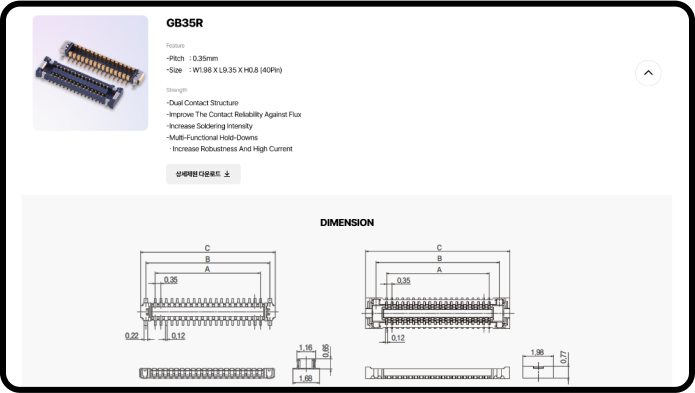 GB35R
Feature
-Pitch : 0.35mm
-Size : W1.98 X L9.35 X H0.8 (40Pin)
Strength
-Dual Contact Structure
-Improve The Contact Reliability Against Flux
-Increase Soldering Intensity
-Multi-Functional Hold-Downs
· Increase Robustness And High Current
상세제원 다운로드
DIMENSION
C
B
A
0.35
0.22
0.12
1.16
0.65
1.68
C
B
A
0.35
0.12
1.98
0.77